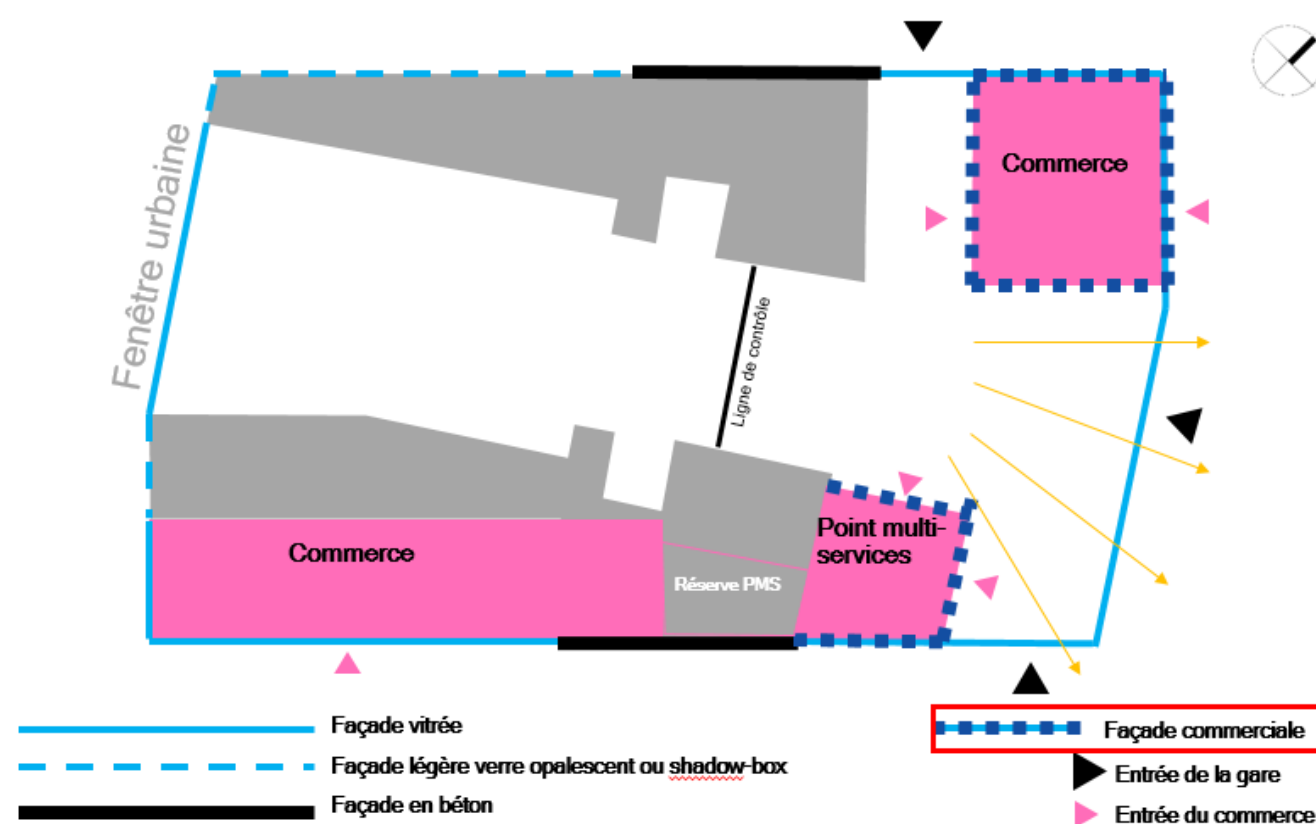 Fenêtre urbaine
Commerce
Ligne de contrôle
Point multi-
services
Commerce
Réserve PMS
Façade vitrée
Façade légère verre opalescent ou shadow-box
Façade en béton
Façade commerciale
Entrée de la gare
Entrée du commerce